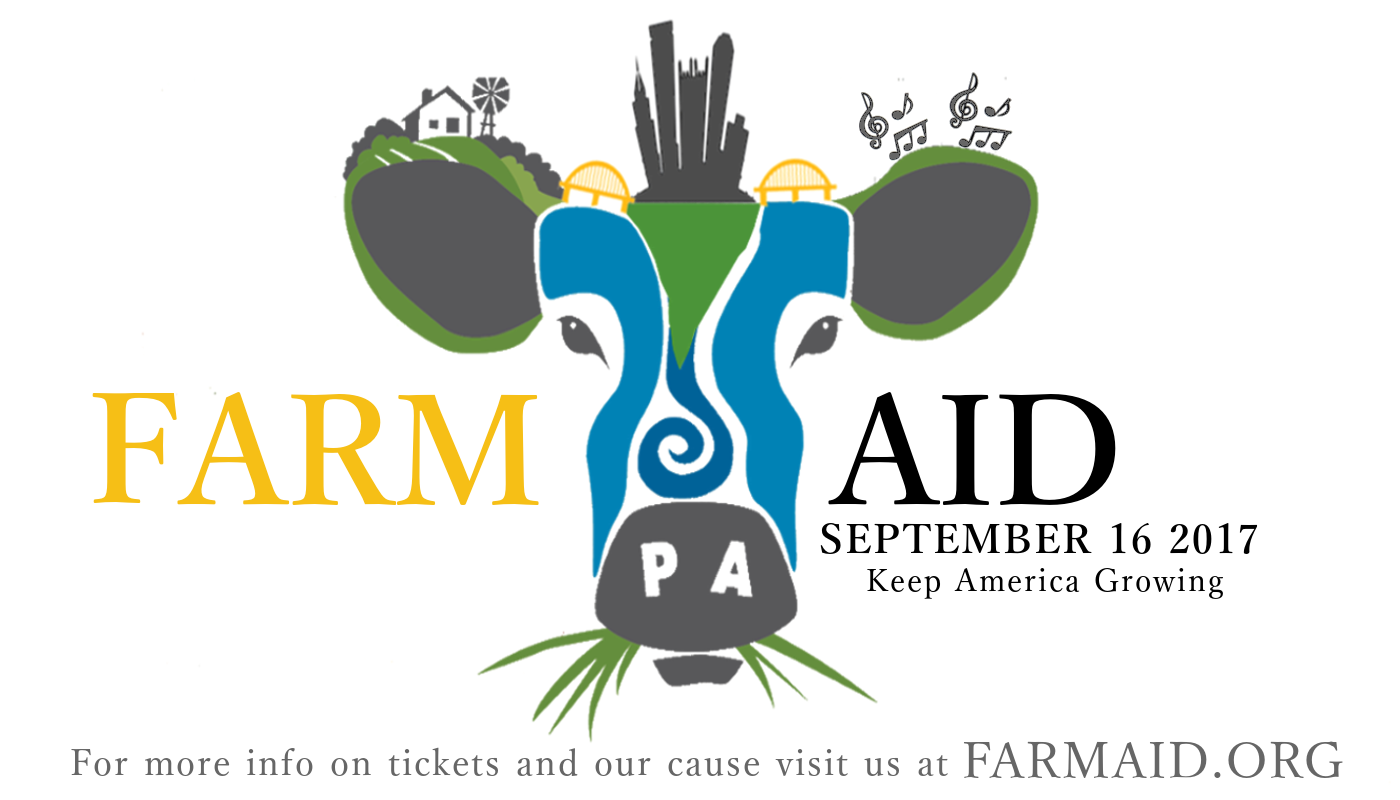 FARM AID
SEPTEMBER 16 2017
Keep America Growing
PA
For more info on tickets and our cause visit us at FARMAID.ORG